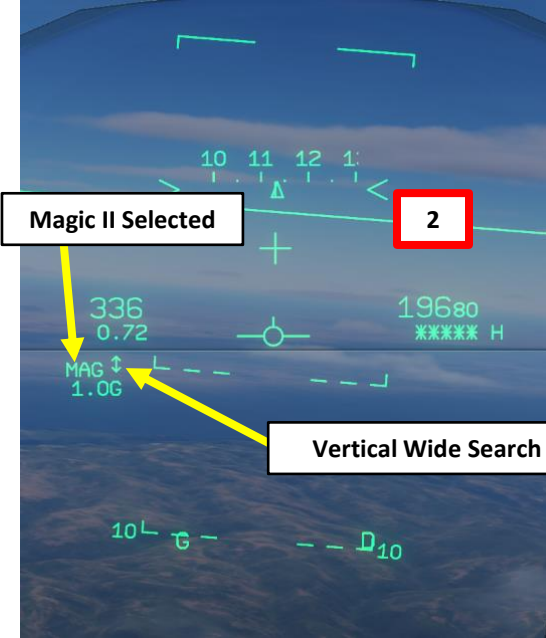 10 11 12 1
Magic II Selected
2
336
19680
0.72
***** H
MAG ↕
1.0G
Vertical Wide Search
10 G D 10